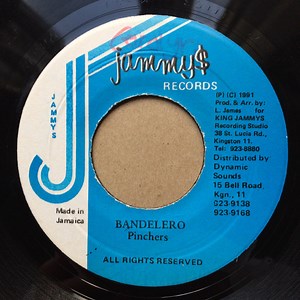 jammy$
RECORDS
JAMMYS
(P) (C) 1991
Prod. & Arr. by:
L. James for
KING JAMMYS
Recording Studio
38 St. Lucia Rd.,
Kingston 11.
Tel: 923-8880
Distributed by
Dynamic
Sounds
15 Bell Road,
Kgn., 11
923-9138
923-9168
Made in
Jamaica
BANDELERO
Pinchers
ALL RIGHTS RESERVED